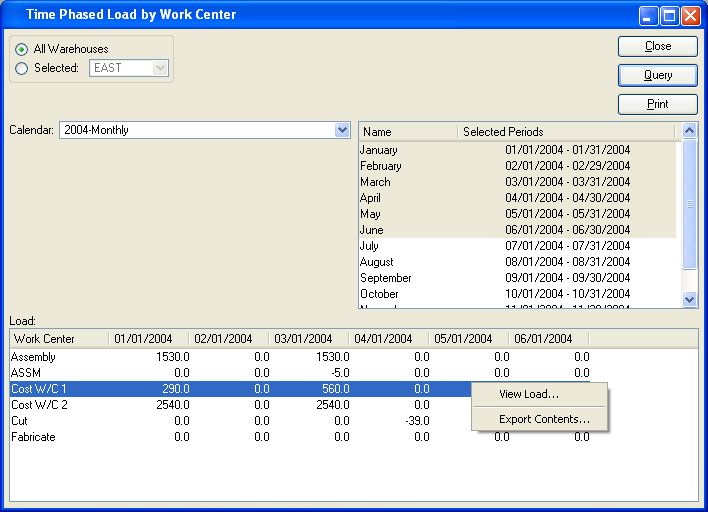 Time Phased Load by Work Center
All Warehouses
Selected: EAST
Close
Query
Print
Calendar: 2004-Monthly
Name Selected Periods
January 01/01/2004 - 01/31/2004
February 02/01/2004 - 02/29/2004
March 03/01/2004 - 03/31/2004
April 04/01/2004 - 04/30/2004
May 05/01/2004 - 05/31/2004
June 06/01/2004 - 06/30/2004
July 07/01/2004 - 07/31/2004
August 08/01/2004 - 08/31/2004
September 09/01/2004 - 09/30/2004
October 10/01/2004 - 10/31/2004
Load:
Work Center 01/01/2004 02/01/2004 03/01/2004 04/01/2004 05/01/2004 06/01/2004
Assembly 1530.0 0.0 1530.0 0.0 0.0 0.0
ASSM 0.0 0.0 -5.0 0.0 0.0 0.0
Cost W/C 1 290.0 0.0 560.0 0.0
Cost W/C 2 2540.0 0.0 2540.0 0.0
Cut 0.0 0.0 0.0 -39.0
Fabricate 0.0 0.0 0.0 0.0 0.0 0.0
View Load...
Export Contents...